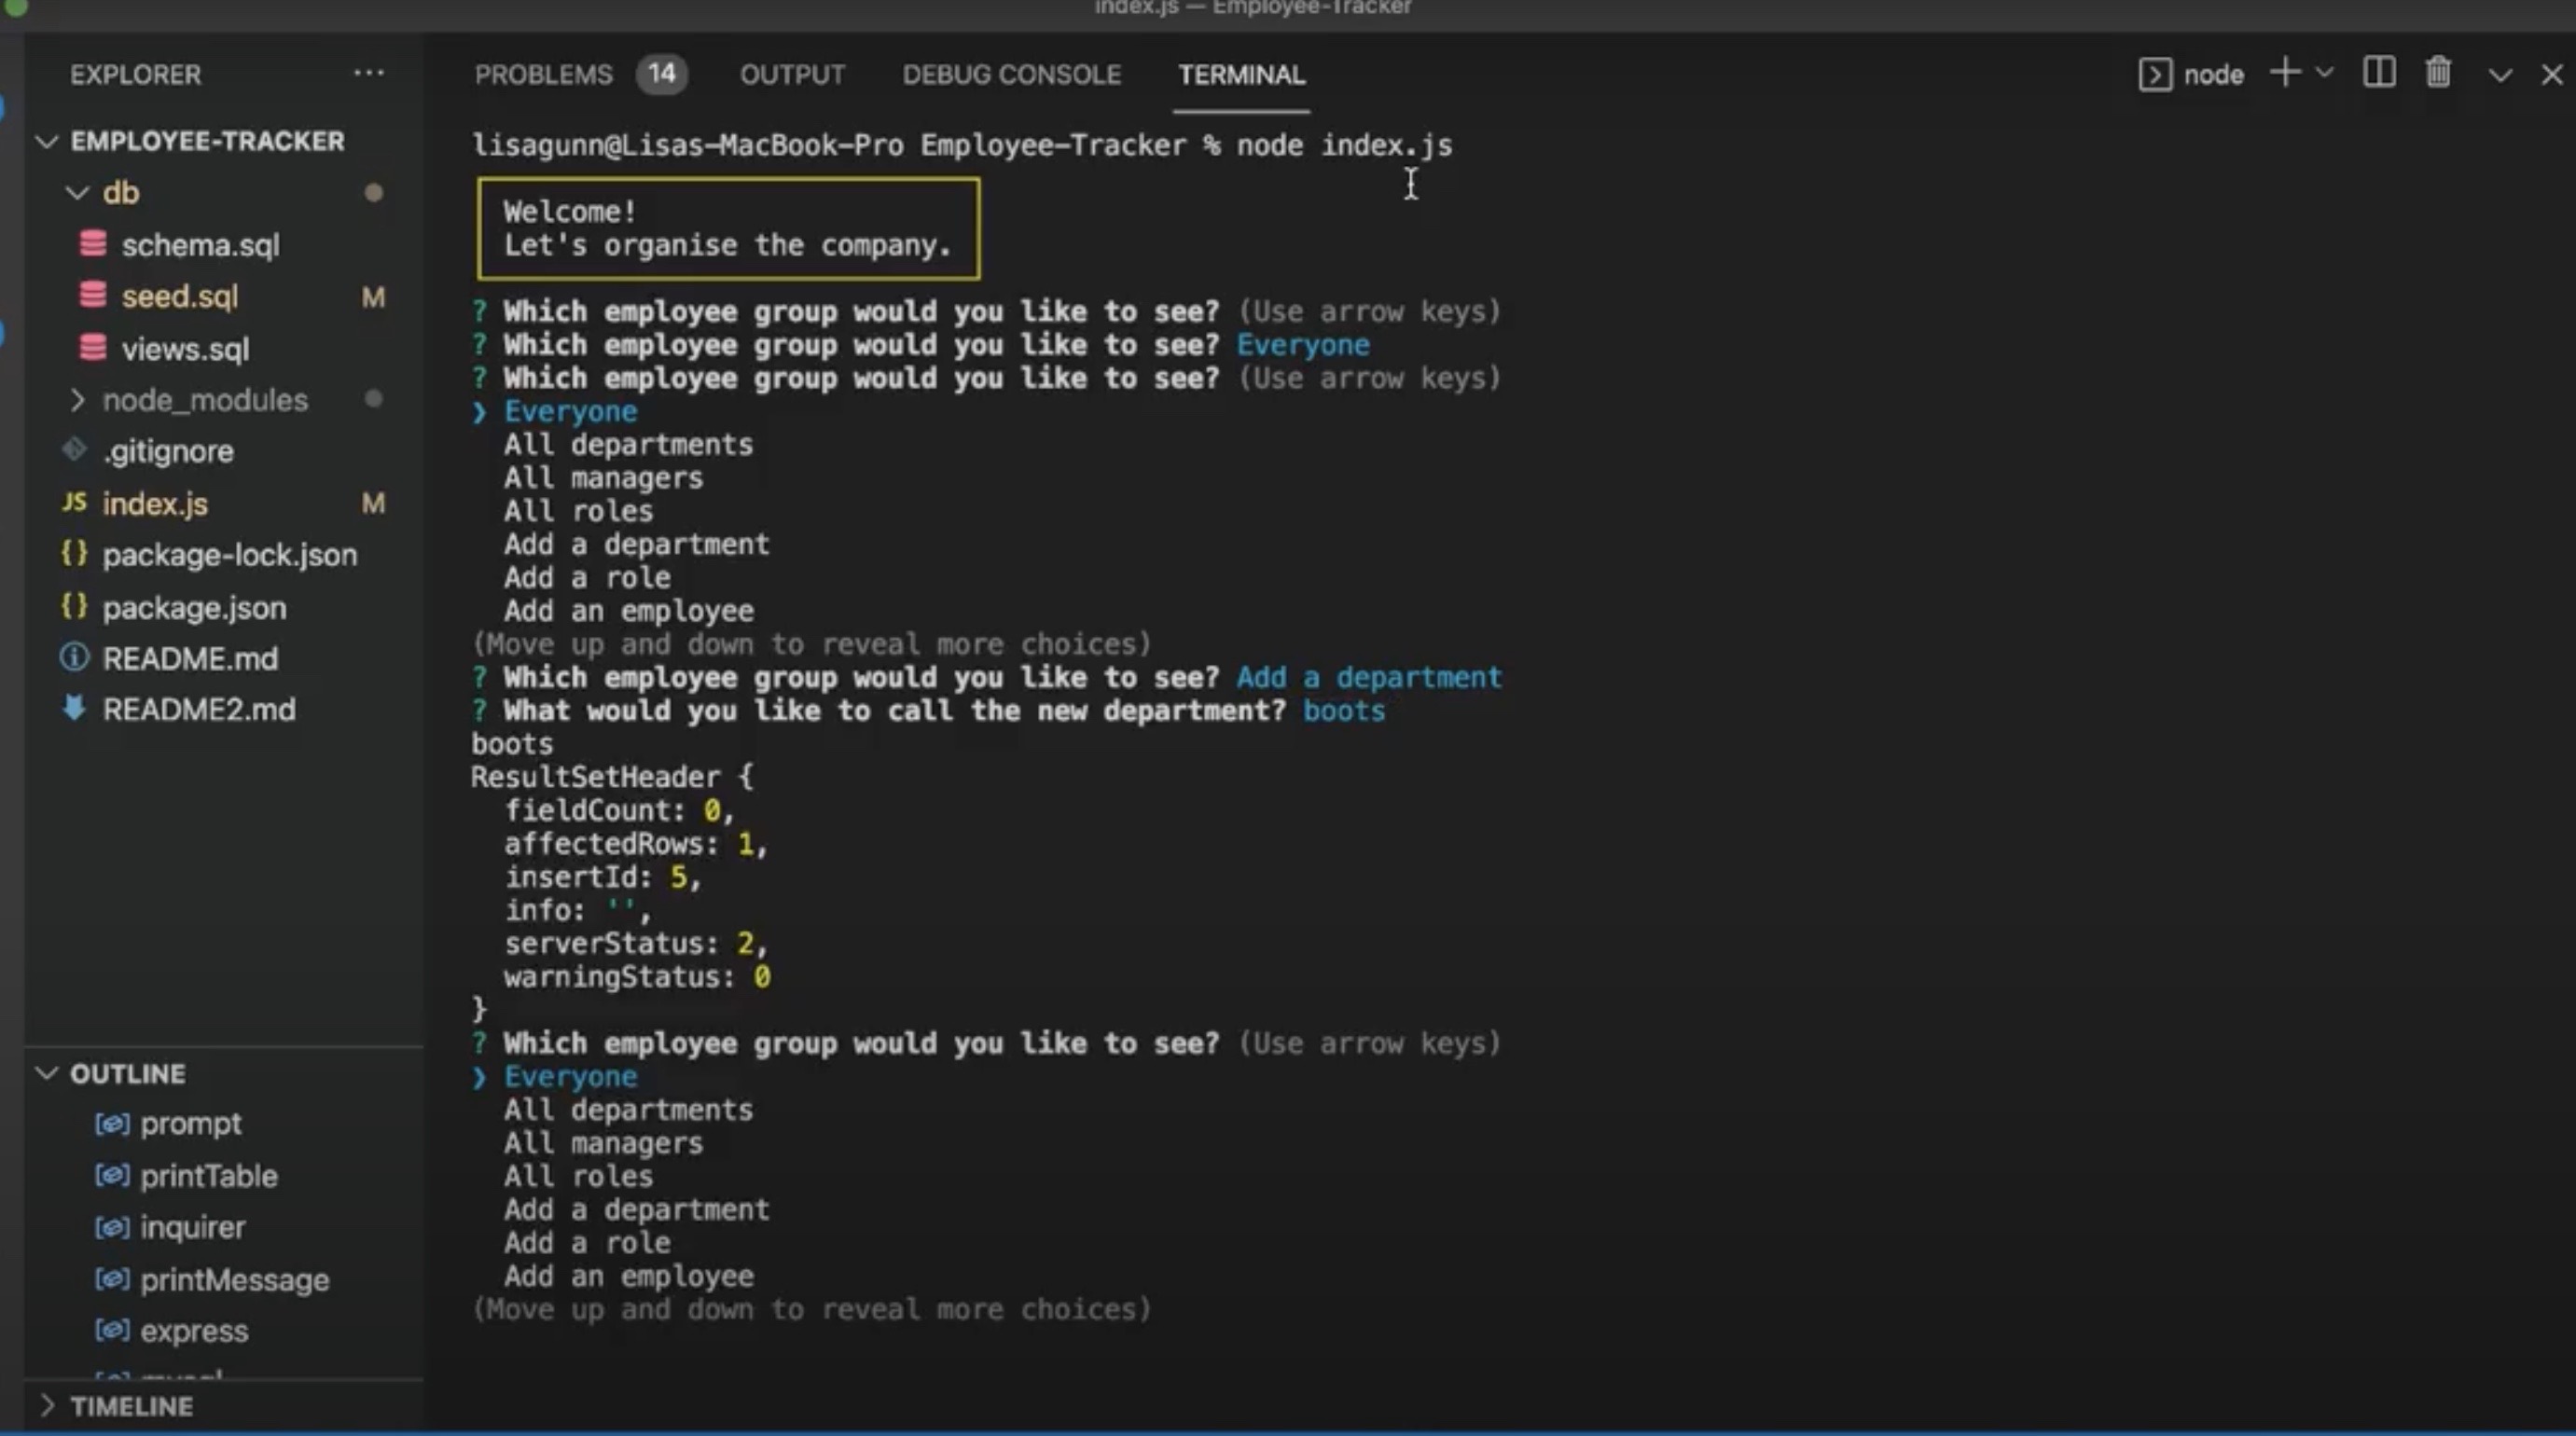 index.js — Employee-Tracker
EXPLORER
EMPLOYEE-TRACKER
db
schema.sql
seed.sql M
views.sql
node_modules
.gitignore
JS index.js M
{} package-lock.json
{} package.json
README.md
README2.md
OUTLINE
prompt
printTable
inquirer
printMessage
express
TIMELINE
PROBLEMS 14 OUTPUT DEBUG CONSOLE TERMINAL
node
lisagunn@Lisas-MacBook-Pro Employee-Tracker % node index.js
Welcome!
Let's organise the company.
? Which employee group would you like to see? (Use arrow keys)
? Which employee group would you like to see? Everyone
? Which employee group would you like to see? (Use arrow keys)
❯ Everyone
All departments
All managers
All roles
Add a department
Add a role
Add an employee
(Move up and down to reveal more choices)
? Which employee group would you like to see? Add a department
? What would you like to call the new department? boots
boots
ResultSetHeader {
fieldCount: 0,
affectedRows: 1,
insertId: 5,
info: '',
serverStatus: 2,
warningStatus: 0
}
? Which employee group would you like to see? (Use arrow keys)
❯ Everyone
All departments
All managers
All roles
Add a department
Add a role
Add an employee
(Move up and down to reveal more choices)